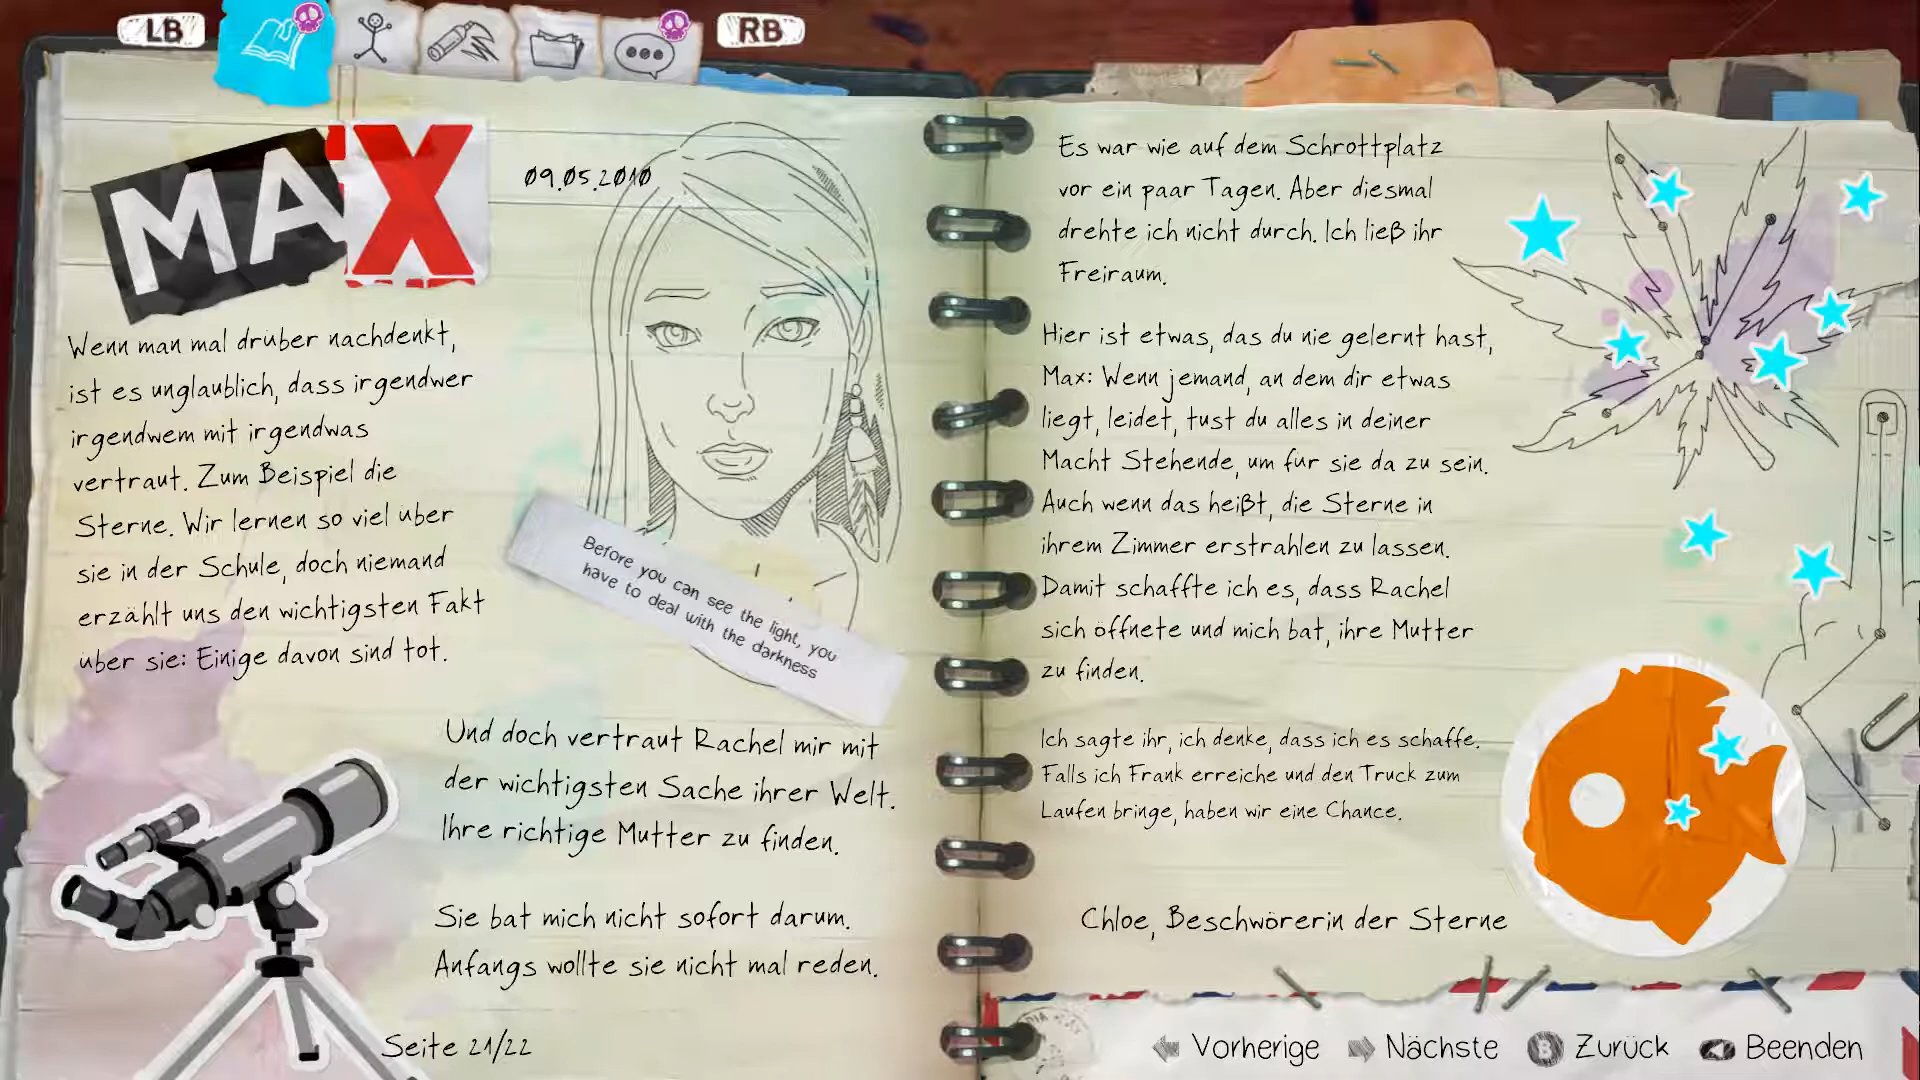 LB
RB
MAX
09.05.2010
Wenn man mal drüber nachdenkt,
ist es unglaublich, dass irgendwer
irgendwem mit irgendwas
vertraut. Zum Beispiel die
Sterne. Wir lernen so viel über
sie in der Schule, doch niemand
erzählt uns den wichtigsten Fakt
über sie: Einige davon sind tot.
Before you can see the light, you
have to deal with the darkness
Und doch vertraut Rachel mir mit
der wichtigsten Sache ihrer Welt.
Ihre richtige Mutter zu finden.
Sie bat mich nicht sofort darum.
Anfangs wollte sie nicht mal reden.
Seite 21/22
Es war wie auf dem Schrottplatz
vor ein paar Tagen. Aber diesmal
drehte ich nicht durch. Ich ließ ihr
Freiraum.
Hier ist etwas, das du nie gelernt hast,
Max: Wenn jemand, an dem dir etwas
liegt, leidet, tust du alles in deiner
Macht Stehende, um für sie da zu sein.
Auch wenn das heißt, die Sterne in
ihrem Zimmer erstrahlen zu lassen.
Damit schaffte ich es, dass Rachel
sich öffnete und mich bat, ihre Mutter
zu finden.
Ich sagte ihr, ich denke, dass ich es schaffe.
Falls ich Frank erreiche und den Truck zum
Laufen bringe, haben wir eine Chance.
Chloe, Beschwörerin der Sterne
Vorherige
Nächste
B Zurück
Beenden